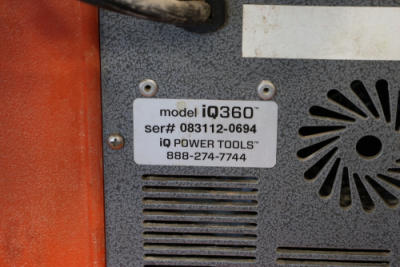 model iQ360™
ser# 083112-0694
iQ POWER TOOLS™
888-274-7744